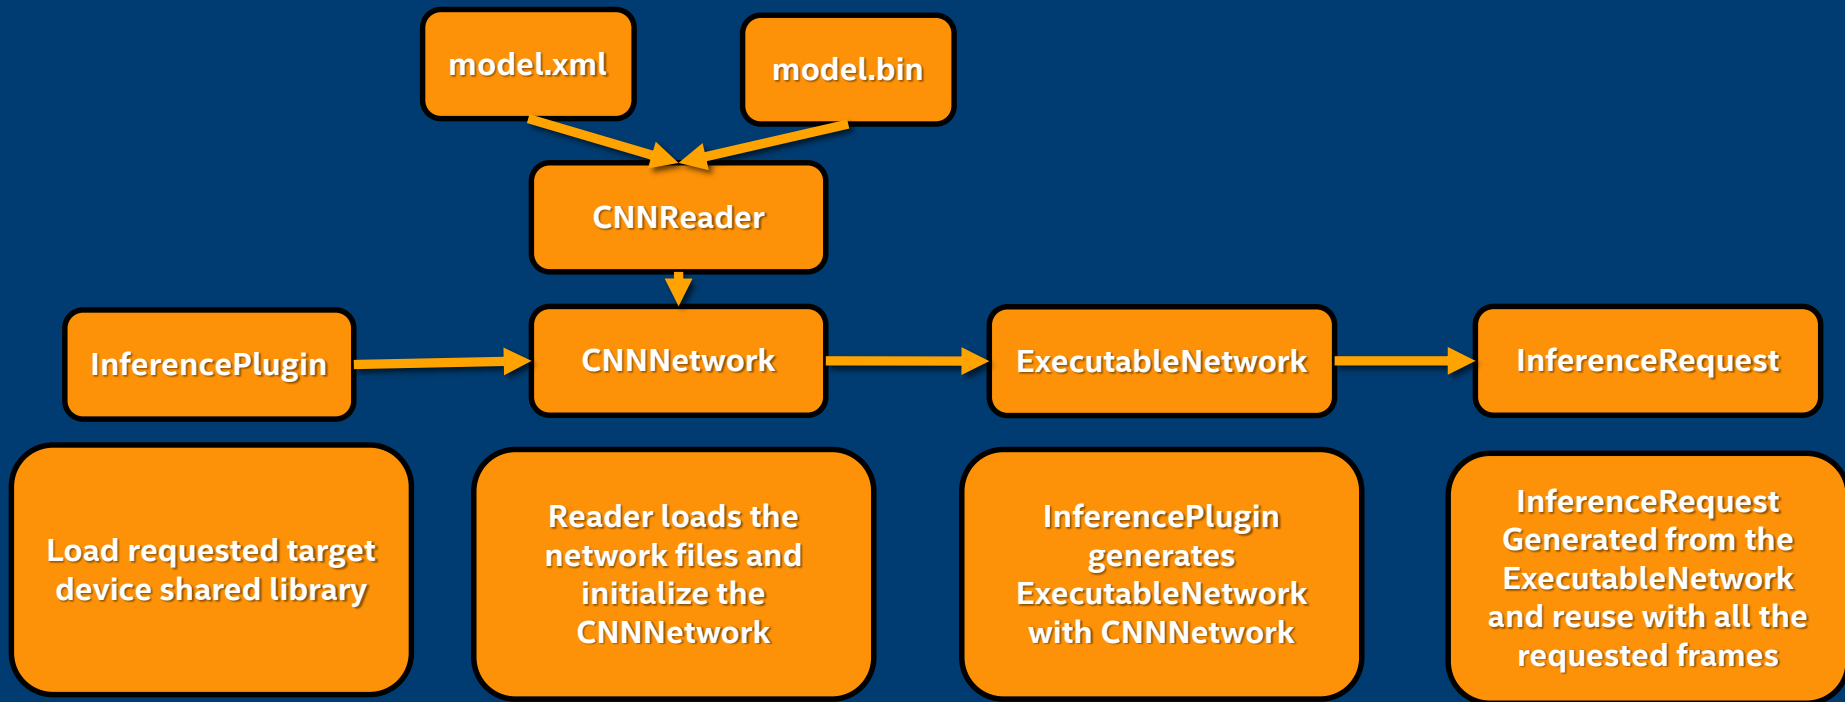 model.xml
model.bin
CNNReader
InferencePlugin
CNNNetwork
ExecutableNetwork
InferenceRequest
Load requested target
device shared library
Reader loads the
network files and
initialize the
CNNNetwork
InferencePlugin
generates
ExecutableNetwork
with CNNNetwork
InferenceRequest
Generated from the
ExecutableNetwork
and reuse with all the
requested frames